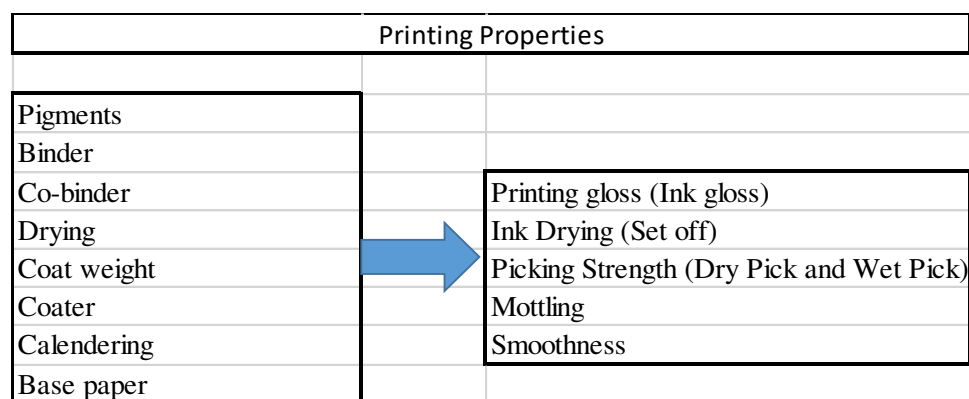 Printing Properties
Pigments
Binder
Co-binder
Drying
Coat weight
Coater
Calendering
Base paper
Printing gloss (Ink gloss)
Ink Drying (Set off)
Picking Strength (Dry Pick and Wet Pick)
Mottling
Smoothness